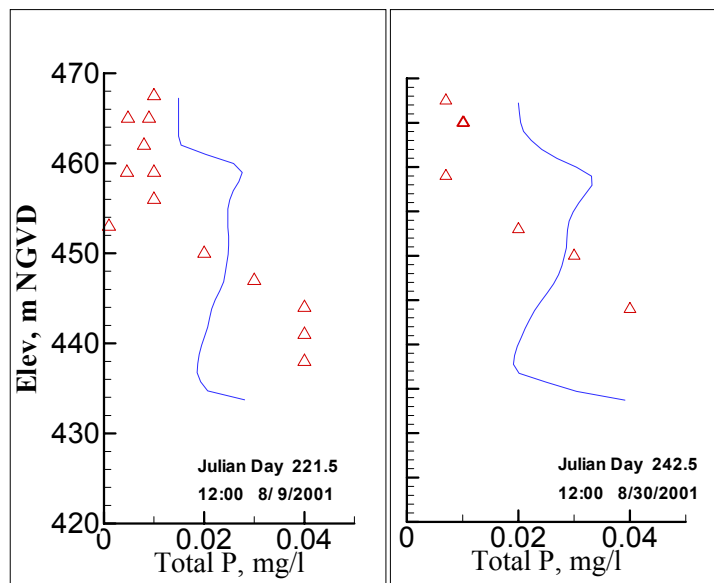 Elev, m NGVD
470
460
450
440
430
420
0
0.02
0.04
Total P, mg/l
Julian Day 221.5
12:00 8/ 9/2001
0
0.02
0.04
Total P, mg/l
Julian Day 242.5
12:00 8/30/2001